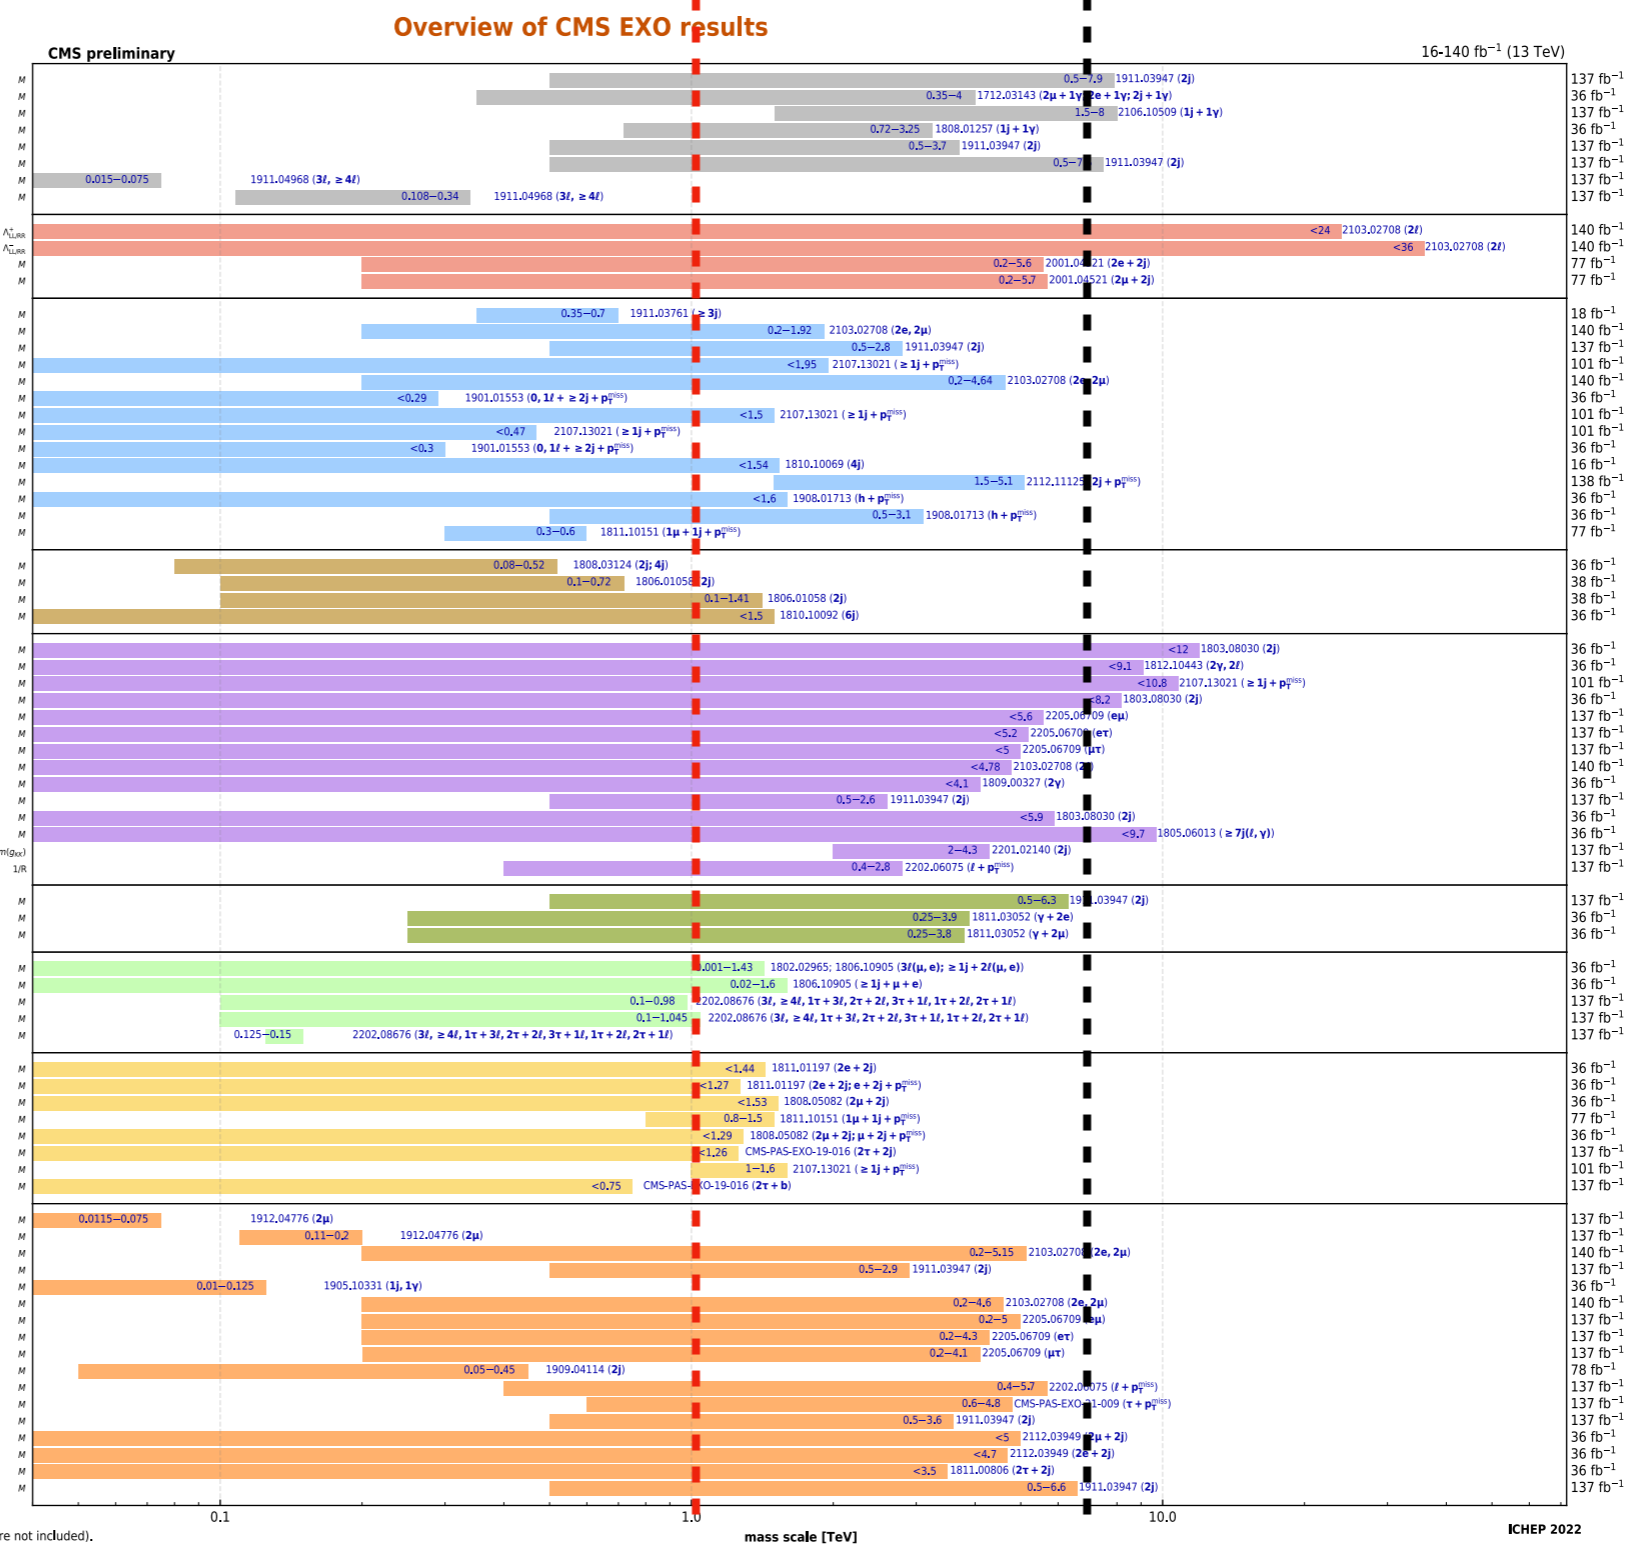 Overview of CMS EXO results
CMS preliminary 16-140 fb⁻¹ (13 TeV)
M 0.5−7.9 1911.03947 (2j) 137 fb⁻¹
M 0.35−4 1712.03143 (2μ + 1γ; 2e + 1γ; 2j + 1γ) 36 fb⁻¹
M 1.5−8 2106.10509 (1j + 1γ) 137 fb⁻¹
M 0.72−3.25 1808.01257 (1j + 1γ) 36 fb⁻¹
M 0.5−3.7 1911.03947 (2j) 137 fb⁻¹
M 0.5−7 1911.03947 (2j) 137 fb⁻¹
M 0.015−0.075 1911.04968 (3ℓ, ≥ 4ℓ) 137 fb⁻¹
M 0.108−0.34 1911.04968 (3ℓ, ≥ 4ℓ) 137 fb⁻¹
Λ⁺LL/RR <24 2103.02708 (2ℓ) 140 fb⁻¹
Λ⁻LL/RR <36 2103.02708 (2ℓ) 140 fb⁻¹
M 0.2−5.6 2001.04521 (2e + 2j) 77 fb⁻¹
M 0.2−5.7 2001.04521 (2μ + 2j) 77 fb⁻¹
M 0.35−0.7 1911.03761 (≥ 3j) 18 fb⁻¹
M 0.2−1.92 2103.02708 (2e, 2μ) 140 fb⁻¹
M 0.5−2.8 1911.03947 (2j) 137 fb⁻¹
M <1.95 2107.13021 (≥ 1j + pTmiss) 101 fb⁻¹
M 0.2−4.64 2103.02708 (2e, 2μ) 140 fb⁻¹
M <0.29 1901.01553 (0, 1ℓ + ≥ 2j + pTmiss) 36 fb⁻¹
M <1.5 2107.13021 (≥ 1j + pTmiss) 101 fb⁻¹
M <0.47 2107.13021 (≥ 1j + pTmiss) 101 fb⁻¹
M <0.3 1901.01553 (0, 1ℓ + ≥ 2j + pTmiss) 36 fb⁻¹
M <1.54 1810.10069 (4j) 16 fb⁻¹
M 1.5−5.1 2112.11125 (2j + pTmiss) 138 fb⁻¹
M <1.6 1908.01713 (h + pTmiss) 36 fb⁻¹
M 0.5−3.1 1908.01713 (h + pTmiss) 36 fb⁻¹
M 0.3−0.6 1811.10151 (1μ + 1j + pTmiss) 77 fb⁻¹
M 0.08−0.52 1808.03124 (2j; 4j) 36 fb⁻¹
M 0.1−0.72 1806.01058 (2j) 38 fb⁻¹
M 0.1−1.41 1806.01058 (2j) 38 fb⁻¹
M <1.5 1810.10092 (6j) 36 fb⁻¹
M <12 1803.08030 (2j) 36 fb⁻¹
M <9.1 1812.10443 (2γ, 2ℓ) 36 fb⁻¹
M <10.8 2107.13021 (≥ 1j + pTmiss) 101 fb⁻¹
M <8.2 1803.08030 (2j) 36 fb⁻¹
M <5.6 2205.06709 (eμ) 137 fb⁻¹
M <5.2 2205.06709 (eτ) 137 fb⁻¹
M <5 2205.06709 (μτ) 137 fb⁻¹
M <4.78 2103.02708 140 fb⁻¹
M <4.1 1809.00327 (2γ) 36 fb⁻¹
M 0.5−2.6 1911.03947 (2j) 137 fb⁻¹
M <5.9 1803.08030 (2j) 36 fb⁻¹
M <9.7 1805.06013 (≥ 7j(ℓ, γ)) 36 fb⁻¹
m(gKK) 2−4.3 2201.02140 (2j) 137 fb⁻¹
1/R 0.4−2.8 2202.06075 (ℓ + pTmiss) 137 fb⁻¹
M 0.5−6.3 1911.03947 (2j) 137 fb⁻¹
M 0.25−3.9 1811.03052 (γ + 2e) 36 fb⁻¹
M 0.25−3.8 1811.03052 (γ + 2μ) 36 fb⁻¹
M 0.001−1.43 1802.02965; 1806.10905 (3ℓ(μ, e); ≥ 1j + 2ℓ(μ, e)) 36 fb⁻¹
M 0.02−1.6 1806.10905 (≥ 1j + μ + e) 36 fb⁻¹
M 0.1−0.98 2202.08676 (3ℓ, ≥ 4ℓ, 1τ + 3ℓ, 2τ + 2ℓ, 3τ + 1ℓ, 1τ + 2ℓ, 2τ + 1ℓ) 137 fb⁻¹
M 0.1−1.045 2202.08676 (3ℓ, ≥ 4ℓ, 1τ + 3ℓ, 2τ + 2ℓ, 3τ + 1ℓ, 1τ + 2ℓ, 2τ + 1ℓ) 137 fb⁻¹
M 0.125−0.15 2202.08676 (3ℓ, ≥ 4ℓ, 1τ + 3ℓ, 2τ + 2ℓ, 3τ + 1ℓ, 1τ + 2ℓ, 2τ + 1ℓ) 137 fb⁻¹
M <1.44 1811.01197 (2e + 2j) 36 fb⁻¹
M <1.27 1811.01197 (2e + 2j; e + 2j + pTmiss) 36 fb⁻¹
M <1.53 1808.05082 (2μ + 2j) 36 fb⁻¹
M 0.8−1.5 1811.10151 (1μ + 1j + pTmiss) 77 fb⁻¹
M <1.29 1808.05082 (2μ + 2j; μ + 2j + pTmiss) 36 fb⁻¹
M <1.26 CMS-PAS-EXO-19-016 (2τ + 2j) 137 fb⁻¹
M 1−1.6 2107.13021 (≥ 1j + pTmiss) 101 fb⁻¹
M <0.75 CMS-PAS-EXO-19-016 (2τ + b) 137 fb⁻¹
M 0.0115−0.075 1912.04776 (2μ) 137 fb⁻¹
M 0.11−0.2 1912.04776 (2μ) 137 fb⁻¹
M 0.2−5.15 2103.02708 (2e, 2μ) 140 fb⁻¹
M 0.5−2.9 1911.03947 (2j) 137 fb⁻¹
M 0.01−0.125 1905.10331 (1j, 1γ) 36 fb⁻¹
M 0.2−4.6 2103.02708 (2e, 2μ) 140 fb⁻¹
M 0.2−5 2205.06709 (eμ) 137 fb⁻¹
M 0.2−4.3 2205.06709 (eτ) 137 fb⁻¹
M 0.2−4.1 2205.06709 (μτ) 137 fb⁻¹
M 0.05−0.45 1909.04114 (2j) 78 fb⁻¹
M 0.4−5.7 2202.06075 (ℓ + pTmiss) 137 fb⁻¹
M 0.6−4.8 CMS-PAS-EXO-21-009 (τ + pTmiss) 137 fb⁻¹
M 0.5−3.6 1911.03947 (2j) 137 fb⁻¹
M <5 2112.03949 (2μ + 2j) 36 fb⁻¹
M <4.7 2112.03949 (2e + 2j) 36 fb⁻¹
M <3.5 1811.00806 (2τ + 2j) 36 fb⁻¹
M 0.5−6.6 1911.03947 (2j) 137 fb⁻¹
0.1 1.0 10.0
mass scale [TeV]
ICHEP 2022
re not included).